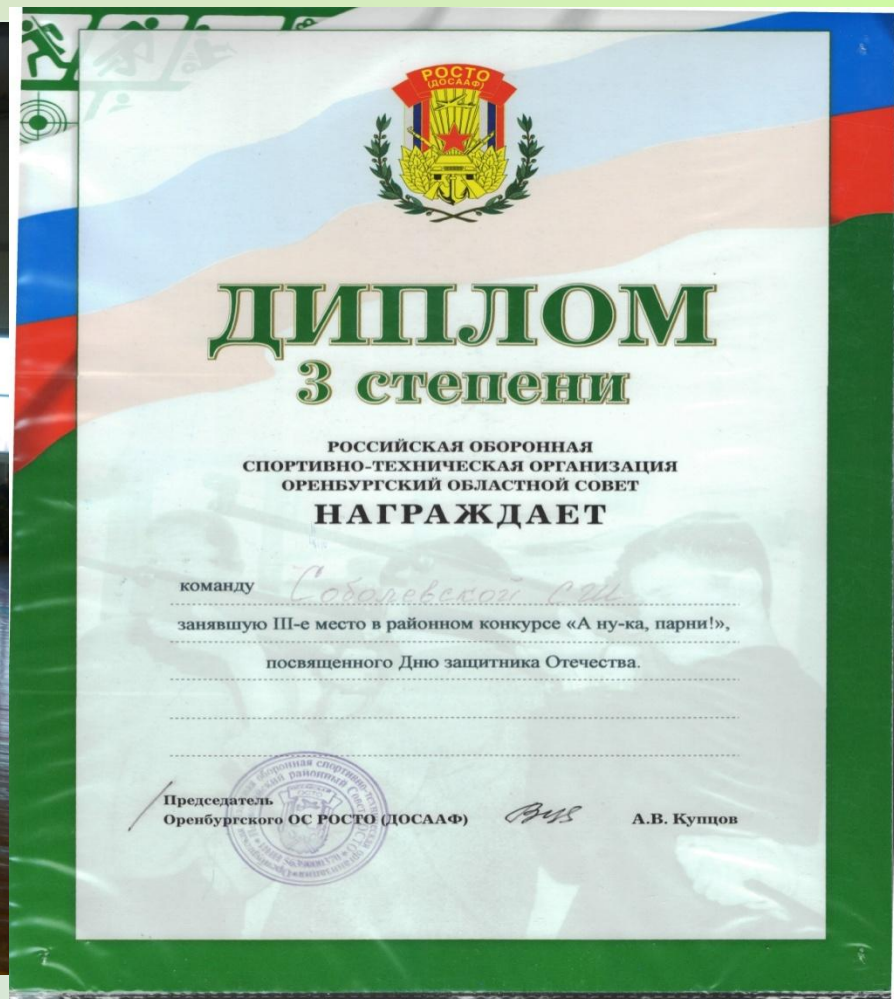 РОСТО
(ДОСААФ)
ДИПЛОМ
3 степени
РОССИЙСКАЯ ОБОРОННАЯ
СПОРТИВНО-ТЕХНИЧЕСКАЯ ОРГАНИЗАЦИЯ
ОРЕНБУРГСКИЙ ОБЛАСТНОЙ СОВЕТ
НАГРАЖДАЕТ
команду Соболевской СШ
занявшую III-е место в районном конкурсе «А ну-ка, парни!»,
посвященного Дню защитника Отечества.
Председатель
Оренбургского ОС РОСТО (ДОСААФ) А.В. Купцов